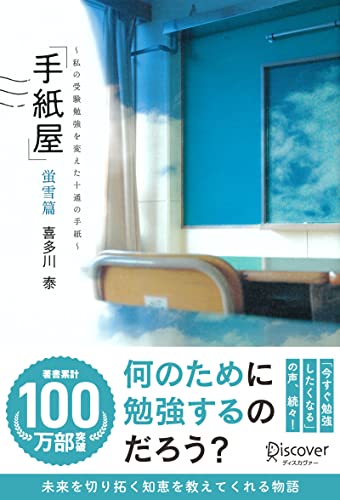 ~私の受験勉強を変えた十通の手紙~
「手紙屋」
蛍雪篇
喜多川 泰
著書累計
100
万部突破
何のために
勉強するの
だろう?
「今すぐ勉強
したくなる」
の声、続々!
Discover
ディスカヴァー
未来を切り拓く知恵を教えてくれる物語